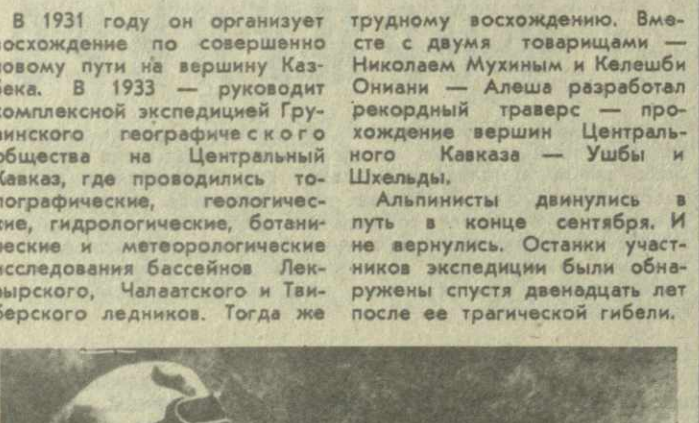 В 1931 году он организует
восхождение по совершенно
новому пути на вершину Каз-
бека. В 1933 — руководит
комплексной экспедицией Гру-
зинского географического
общества на Центральный
Кавказ, где проводились то-
пографические, геологичес-
кие, гидрологические, ботани-
ческие и метеорологические
исследования бассейнов Лек-
зырского, Чалаатского и Тви-
берского ледников. Тогда же
трудному восхождению. Вме-
сте с двумя товарищами —
Николаем Мухиным и Келешби
Ониани — Алеша разработал
рекордный траверс — про-
хождение вершин Централь-
ного Кавказа — Ушбы и
Шхельды.
Альпинисты двинулись в
путь в конце сентября. И
не вернулись. Останки участ-
ников экспедиции были обна-
ружены спустя двенадцать лет
после ее трагической гибели.